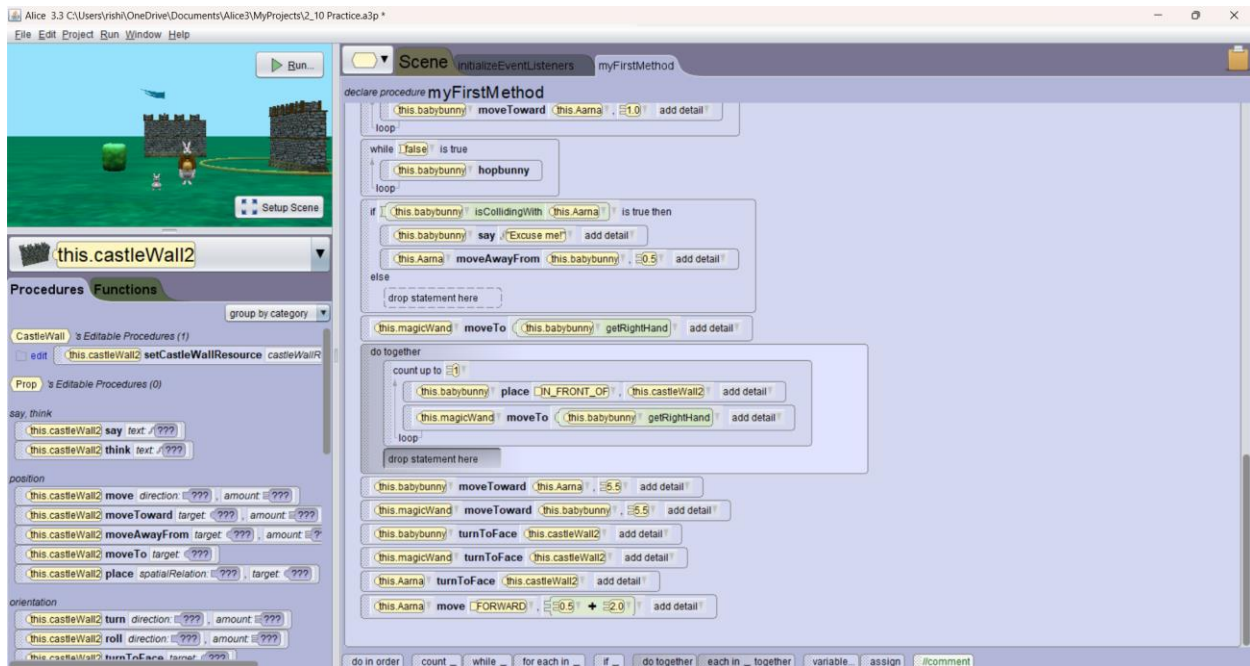 Alice 3.3 C:\Users\rishi\OneDrive\Documents\Alice3\MyProjects\2_10 Practice.a3p *
File Edit Project Run Window Help
Run...
Setup Scene
this.castleWall2
Procedures Functions
group by category
CastleWall 's Editable Procedures (1)
edit this.castleWall2 setCastleWallResource castleWallR
Prop 's Editable Procedures (0)
say, think
this.castleWall2 say text: ???
this.castleWall2 think text: ???
position
this.castleWall2 move direction: ??? , amount: ???
this.castleWall2 moveToward target: ??? , amount: ???
this.castleWall2 moveAwayFrom target: ??? , amount: ?
this.castleWall2 moveTo target: ???
this.castleWall2 place spatialRelation: ??? , target: ???
orientation
this.castleWall2 turn direction: ??? , amount: ???
this.castleWall2 roll direction: ??? , amount: ???
this.castleWall2 turnToFace target: ???
Scene initializeEventListeners myFirstMethod
declare procedure myFirstMethod
this.babybunny moveToward this.Aarna , 1.0 add detail
loop
while false is true
this.babybunny hopbunny
loop
if this.babybunny isCollidingWith this.Aarna is true then
this.babybunny say "Excuse me!" add detail
this.Aarna moveAwayFrom this.babybunny , 0.5 add detail
else
drop statement here
this.magicWand moveTo this.babybunny getRightHand add detail
do together
count up to 1
this.babybunny place IN_FRONT_OF , this.castleWall2 add detail
this.magicWand moveTo this.babybunny getRightHand add detail
loop
drop statement here
this.babybunny moveToward this.Aarna , 5.5 add detail
this.magicWand moveToward this.babybunny , 5.5 add detail
this.babybunny turnToFace this.castleWall2 add detail
this.magicWand turnToFace this.castleWall2 add detail
this.Aarna turnToFace this.castleWall2 add detail
this.Aarna move FORWARD , 0.5 + 2.0 add detail
do in order count _ while _ for each in _ if _ do together each in _ together variable... assign //comment